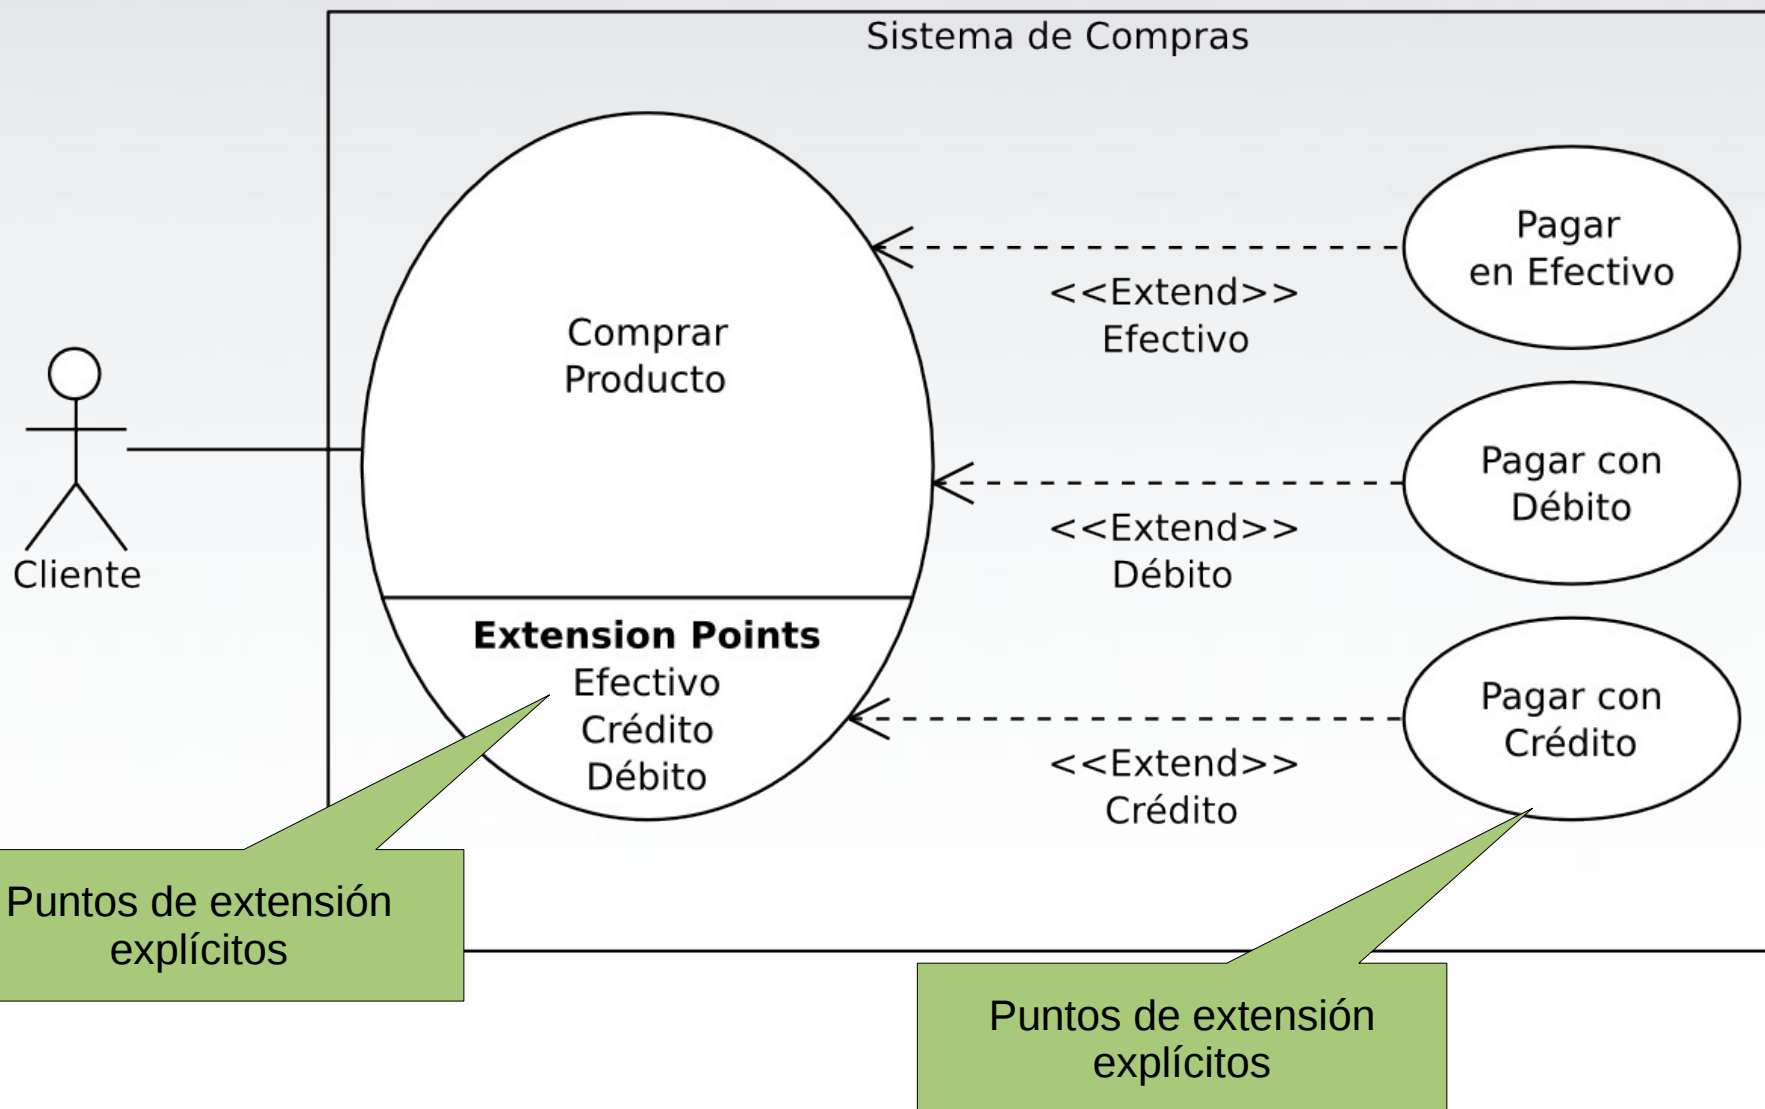 Sistema de Compras
Pagar
en Efectivo
<<Extend>>
Efectivo
Comprar
Producto
Pagar con
Débito
<<Extend>>
Débito
Cliente
Extension Points
Efectivo
Crédito
Débito
Pagar con
Crédito
<<Extend>>
Crédito
Puntos de extensión
explícitos
Puntos de extensión
explícitos